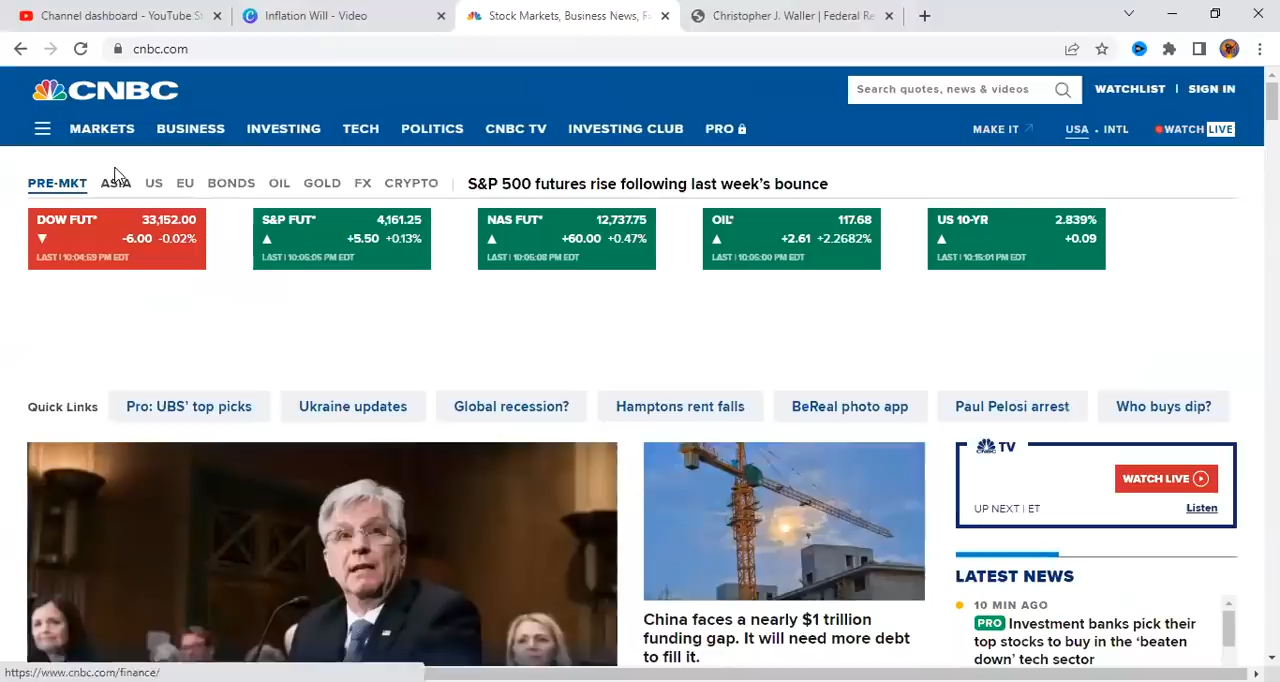 Channel dashboard - YouTube St
Inflation Will - Video
Stock Markets, Business News, Fi
Christopher J. Waller | Federal Re
cnbc.com
CNBC
Search quotes, news & videos
WATCHLIST | SIGN IN
MARKETS BUSINESS INVESTING TECH POLITICS CNBC TV INVESTING CLUB PRO
MAKE IT USA • INTL WATCH LIVE
PRE-MKT ASIA US EU BONDS OIL GOLD FX CRYPTO | S&P 500 futures rise following last week's bounce
DOW FUT* 33,152.00
-6.00 -0.02%
LAST | 10:04:59 PM EDT
S&P FUT* 4,161.25
+5.50 +0.13%
LAST | 10:05:05 PM EDT
NAS FUT* 12,737.75
+60.00 +0.47%
LAST | 10:05:08 PM EDT
OIL* 117.68
+2.61 +2.2682%
LAST | 10:05:00 PM EDT
US 10-YR 2.839%
+0.09
LAST | 10:15:01 PM EDT
Quick Links Pro: UBS' top picks Ukraine updates Global recession? Hamptons rent falls BeReal photo app Paul Pelosi arrest Who buys dip?
China faces a nearly $1 trillion
funding gap. It will need more debt
to fill it.
CNBC TV
WATCH LIVE
UP NEXT | ET Listen
LATEST NEWS
10 MIN AGO
PRO Investment banks pick their
top stocks to buy in the 'beaten
down' tech sector
https://www.cnbc.com/finance/